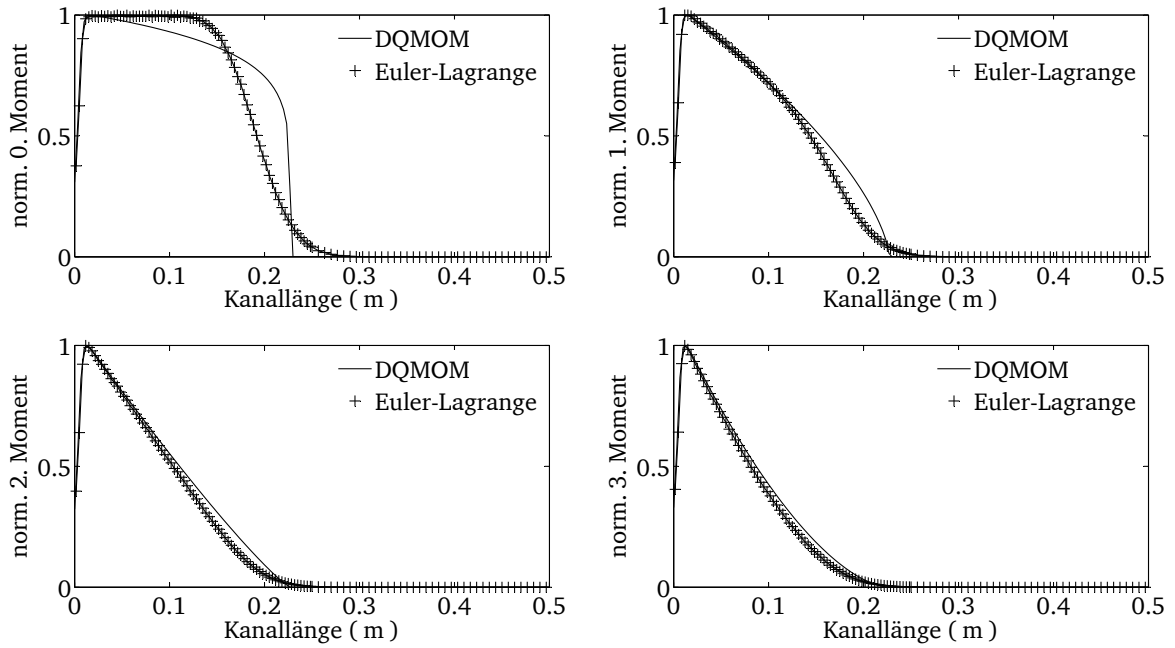 norm. 0. Moment
1
0.5
0
0 0.1 0.2 0.3 0.4 0.5
Kanallänge ( m )
DQMOM
Euler-Lagrange
norm. 1. Moment
1
0.5
0
0 0.1 0.2 0.3 0.4 0.5
Kanallänge ( m )
DQMOM
Euler-Lagrange
norm. 2. Moment
1
0.5
0
0 0.1 0.2 0.3 0.4 0.5
Kanallänge ( m )
DQMOM
Euler-Lagrange
norm. 3. Moment
1
0.5
0
0 0.1 0.2 0.3 0.4 0.5
Kanallänge ( m )
DQMOM
Euler-Lagrange